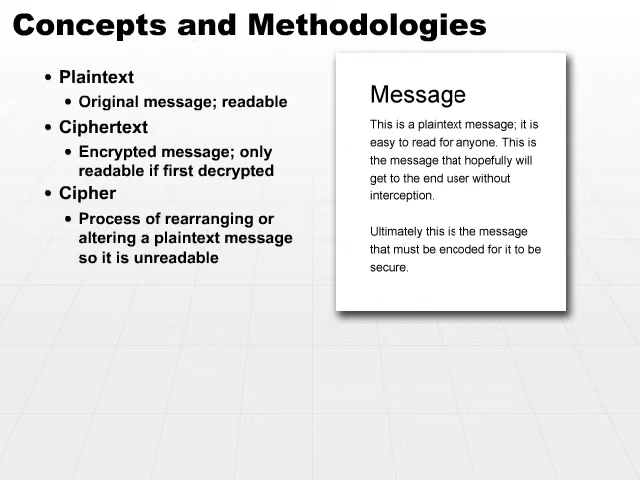 Concepts and Methodologies
• Plaintext
• Original message; readable
• Ciphertext
• Encrypted message; only
readable if first decrypted
• Cipher
• Process of rearranging or
altering a plaintext message
so it is unreadable
Message
This is a plaintext message; it is
easy to read for anyone. This is
the message that hopefully will
get to the end user without
interception.
Ultimately this is the message
that must be encoded for it to be
secure.